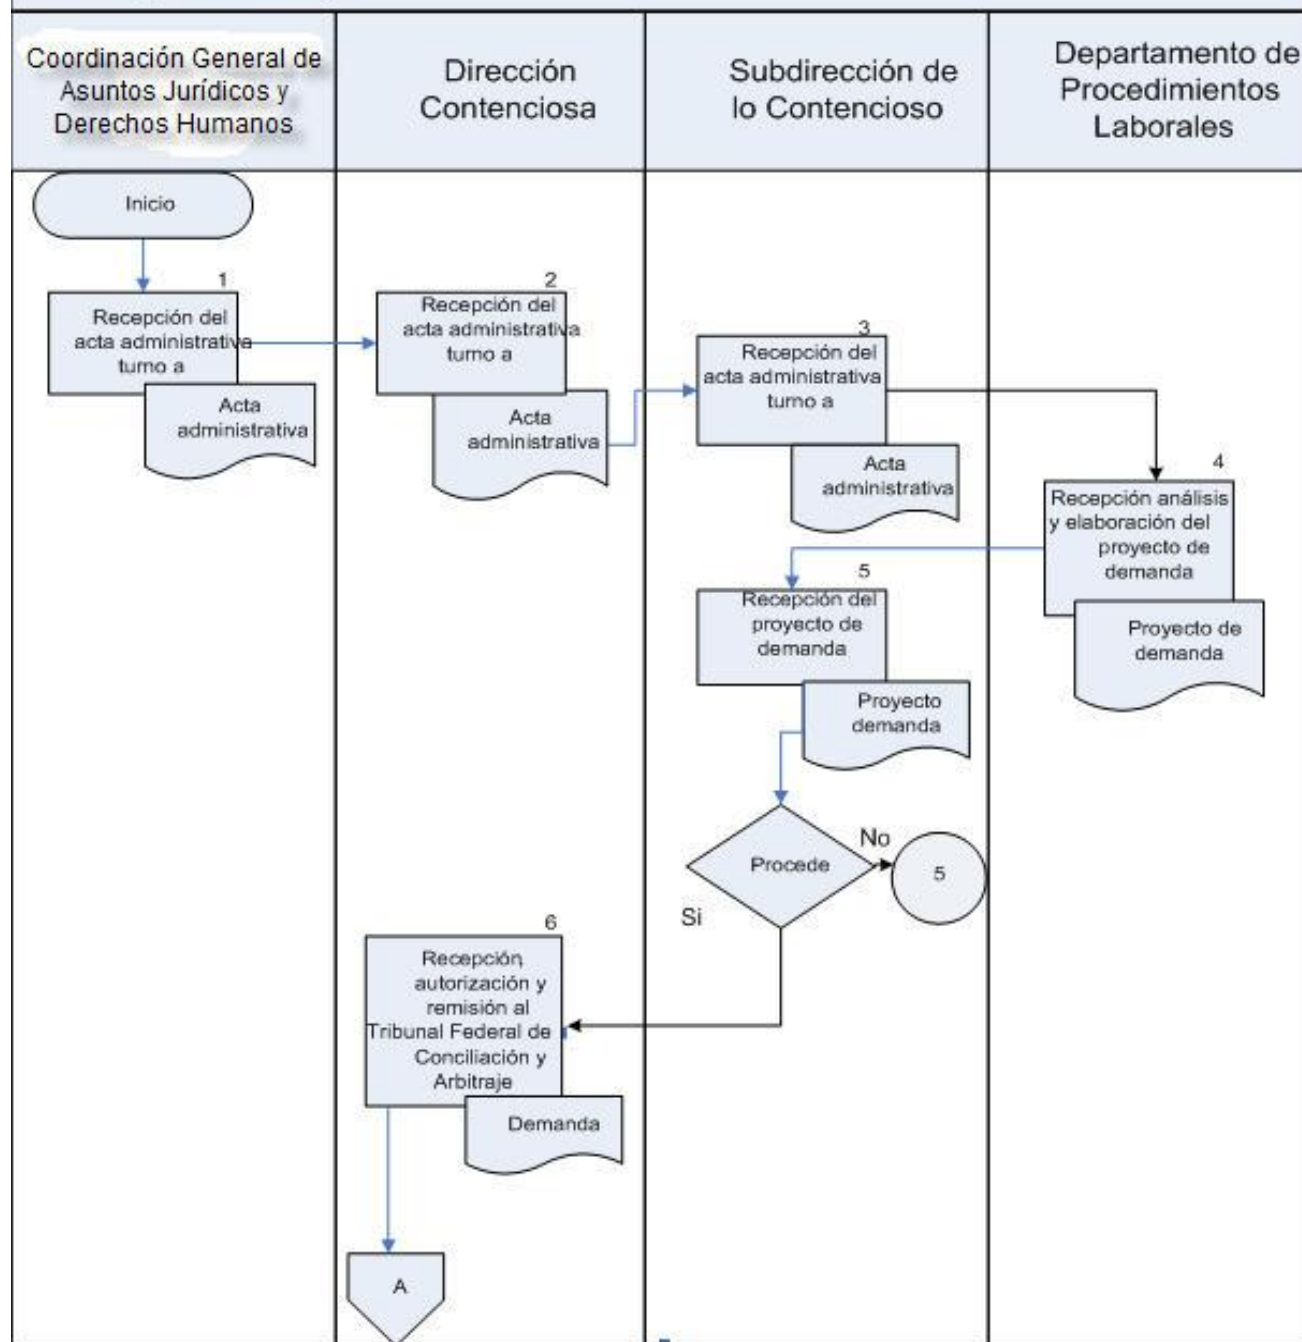 Coordinación General de
Asuntos Jurídicos y
Derechos Humanos
Dirección
Contenciosa
Subdirección de
lo Contencioso
Departamento de
Procedimientos
Laborales
Inicio
1
Recepción del
acta administrativa
turno a
Acta
administrativa
2
Recepción del
acta administrativa
turno a
Acta
administrativa
3
Recepción del
acta administrativa
turno a
Acta
administrativa
4
Recepción análisis
y elaboración del
proyecto de
demanda
Proyecto de
demanda
5
Recepción del
proyecto de
demanda
Proyecto
demanda
Procede
No
5
Si
6
Recepción,
autorización y
remisión al
Tribunal Federal de
Conciliación y
Arbitraje
Demanda
A